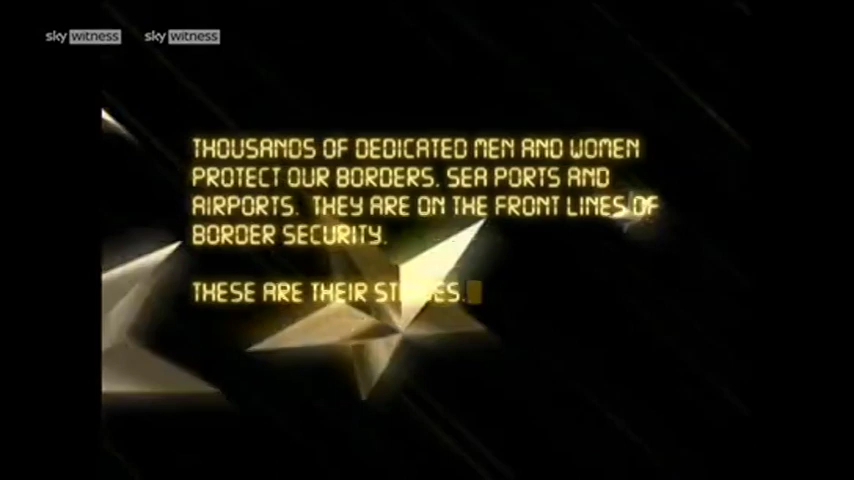 sky witness sky witness
THOUSANDS OF DEDICATED MEN AND WOMEN
PROTECT OUR BORDERS. SEA PORTS AND
AIRPORTS. THEY ARE ON THE FRONT LINES OF
BORDER SECURITY.
THESE ARE THEIR STORIES.